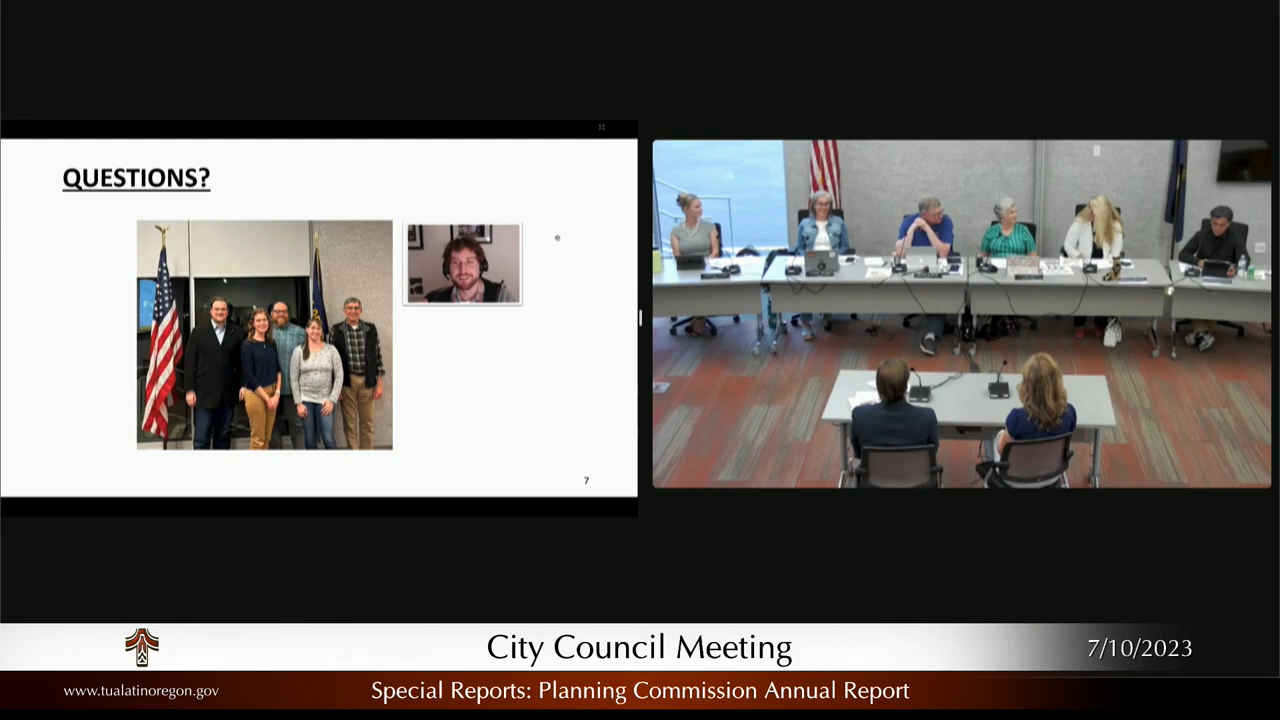 QUESTIONS?
7
City Council Meeting
7/10/2023
www.tualatinoregon.gov
Special Reports: Planning Commission Annual Report